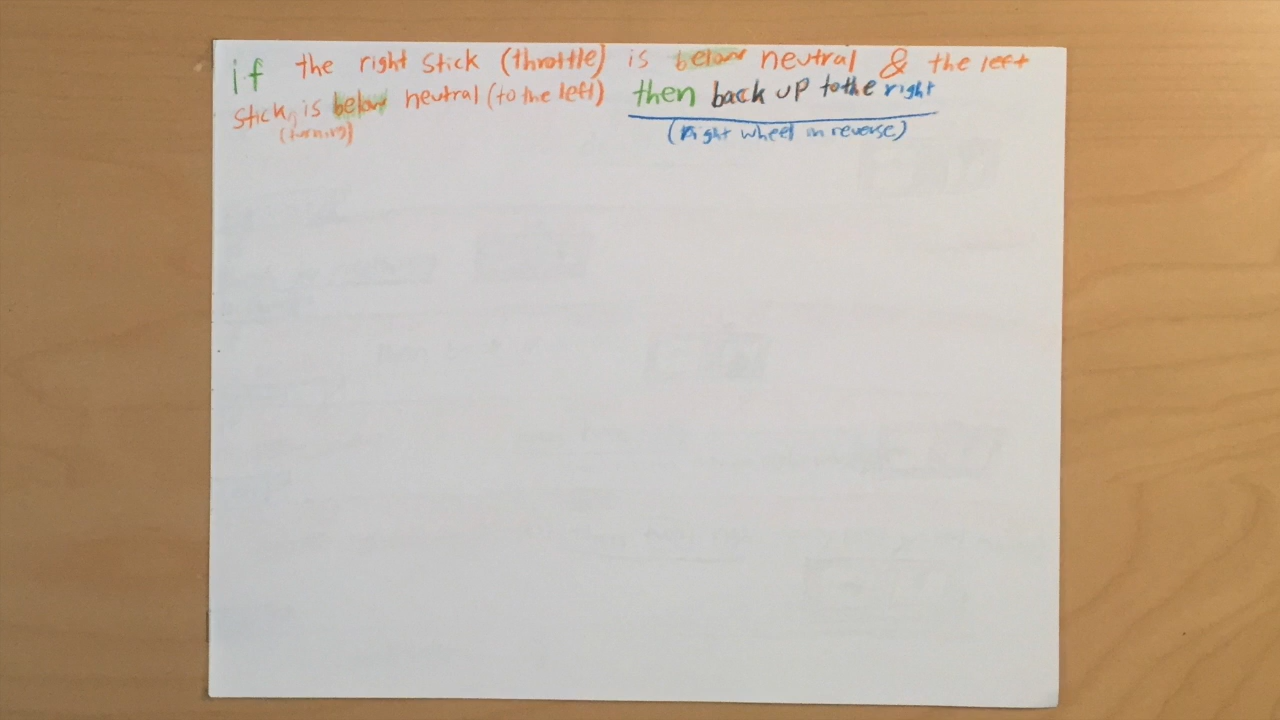 if the right stick (throttle) is below neutral & the left
stick, is below neutral (to the left) then back up to the right
(turning) (right wheel in reverse)